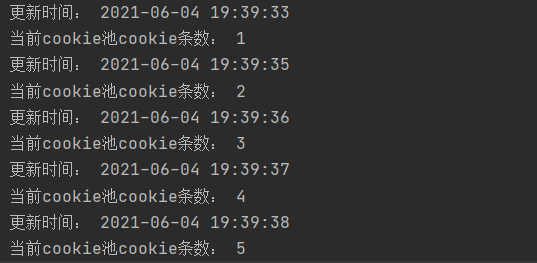 更新时间： 2021-06-04 19:39:33
当前cookie池cookie条数： 1
更新时间： 2021-06-04 19:39:35
当前cookie池cookie条数： 2
更新时间： 2021-06-04 19:39:36
当前cookie池cookie条数： 3
更新时间： 2021-06-04 19:39:37
当前cookie池cookie条数： 4
更新时间： 2021-06-04 19:39:38
当前cookie池cookie条数： 5